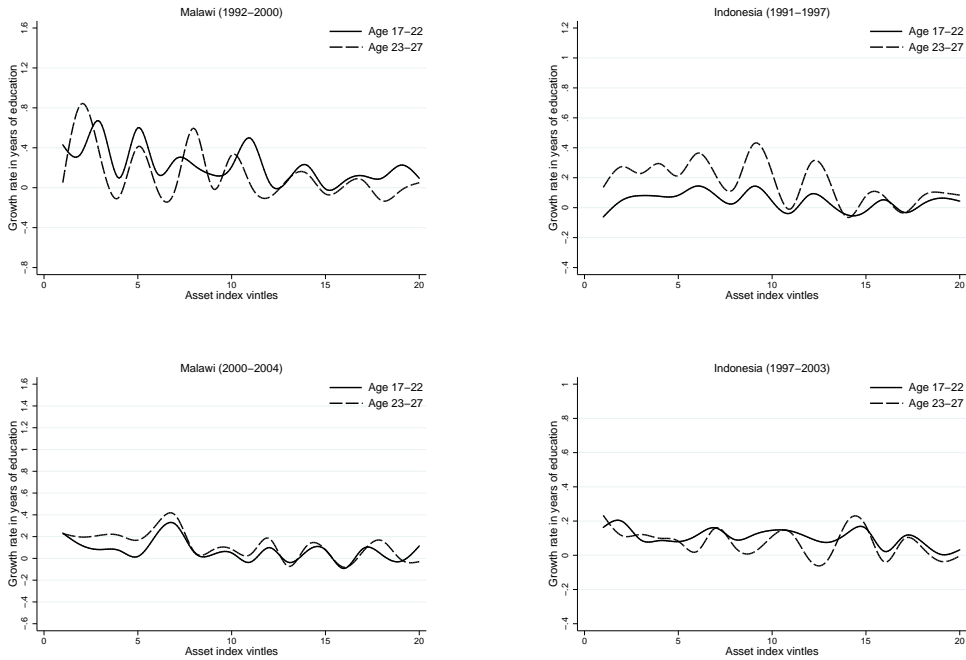 Malawi (1992−2000)
Age 17−22
Age 23−27
Growth rate in years of education
1.6
1.2
.8
.4
0
−.4
−.8
0 5 10 15 20
Asset index vintles
Indonesia (1991−1997)
Age 17−22
Age 23−27
Growth rate in years of education
1.2
1
.8
.6
.4
.2
0
−.2
−.4
0 5 10 15 20
Asset index vintles
Malawi (2000−2004)
Age 17−22
Age 23−27
Growth rate in years of education
1.6
1.4
1.2
1
.8
.6
.4
.2
0
−.2
−.4
−.6
0 5 10 15 20
Asset index vintles
Indonesia (1997−2003)
Age 17−22
Age 23−27
Growth rate in years of education
1
.8
.6
.4
.2
0
−.2
−.4
0 5 10 15 20
Asset index vintles